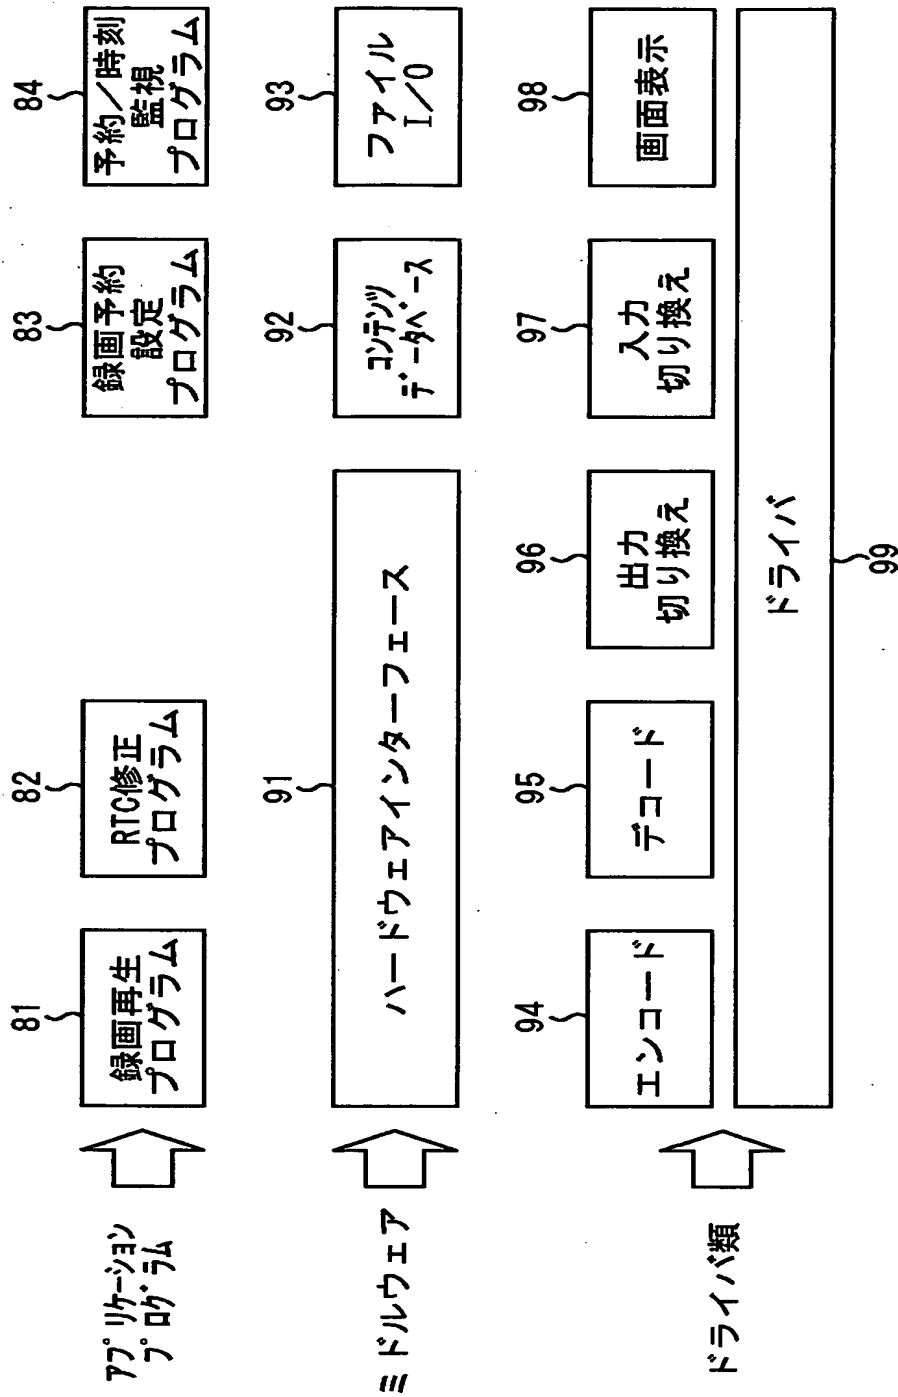 アプリケーション
プログラム
81
録画再生
プログラム
82
RTC修正
プログラム
83
録画予約
設定
プログラム
84
予約／時刻
監視
プログラム
ミドルウェア
91
ハードウェアインターフェース
92
コンテンツ
データベース
93
ファイル
I／O
ドライバ類
94
エンコード
95
デコード
96
出力
切り換え
97
入力
切り換え
98
画面表示
ドライバ
99